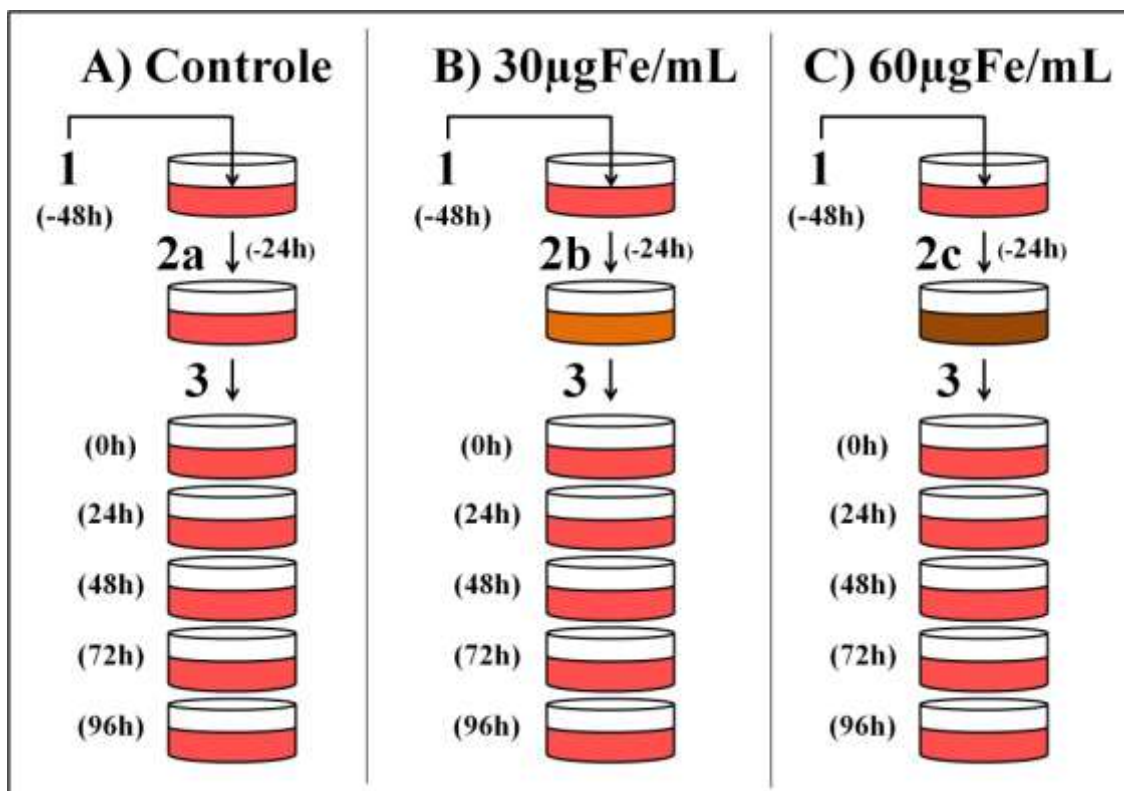 A) Controle
1
(-48h)
2a (-24h)
3
(0h)
(24h)
(48h)
(72h)
(96h)
B) 30µgFe/mL
1
(-48h)
2b (-24h)
3
(0h)
(24h)
(48h)
(72h)
(96h)
C) 60µgFe/mL
1
(-48h)
2c (-24h)
3
(0h)
(24h)
(48h)
(72h)
(96h)